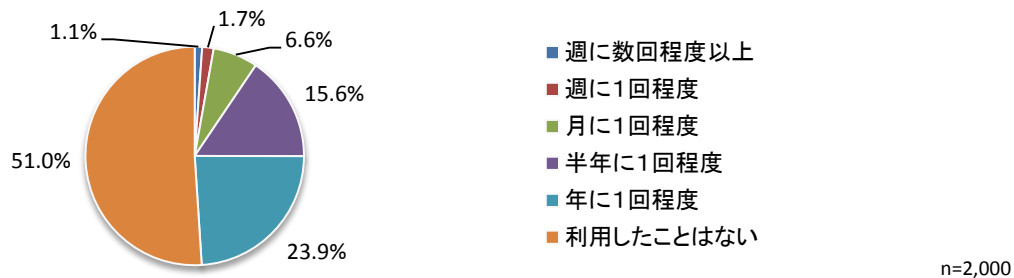 1.1%
1.7%
6.6%
15.6%
23.9%
51.0%
週に数回程度以上
週に1回程度
月に1回程度
半年に1回程度
年に1回程度
利用したことはない
n=2,000